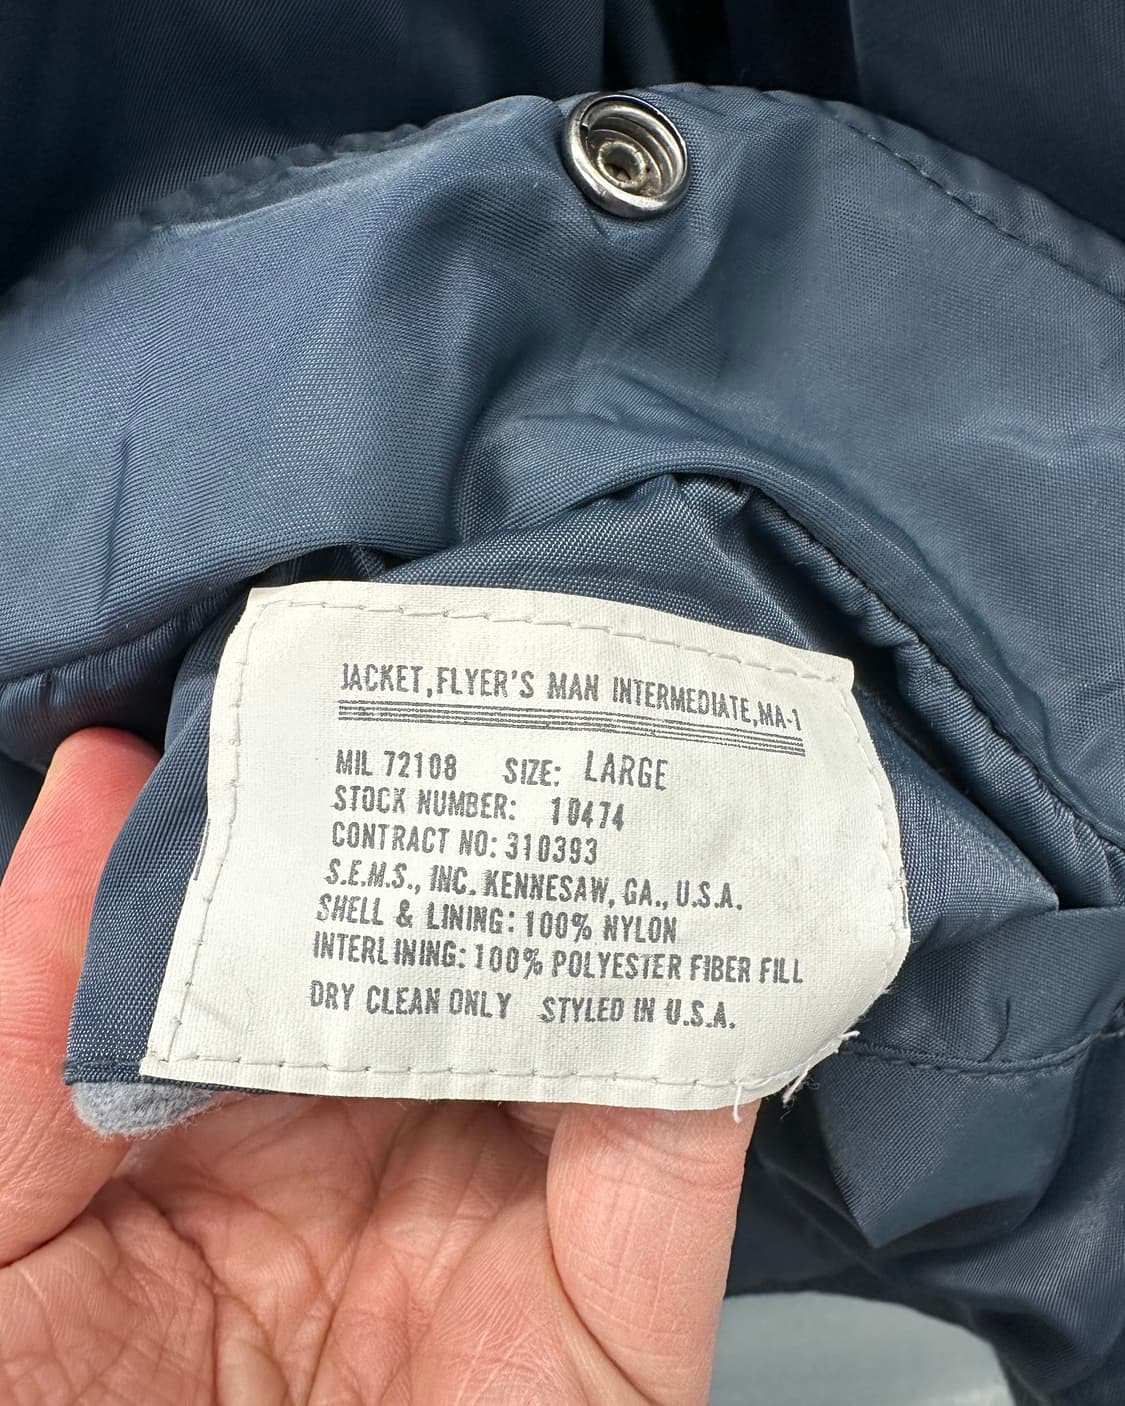 JACKET,FLYER'S MAN INTERMEDIATE,MA-1
MIL 72108 SIZE: LARGE
STOCK NUMBER: 10474
CONTRACT NO: 310393
S.E.M.S., INC. KENNESAW, GA., U.S.A.
SHELL & LINING: 100% NYLON
INTERLINING: 100% POLYESTER FIBER FILL
DRY CLEAN ONLY STYLED IN U.S.A.